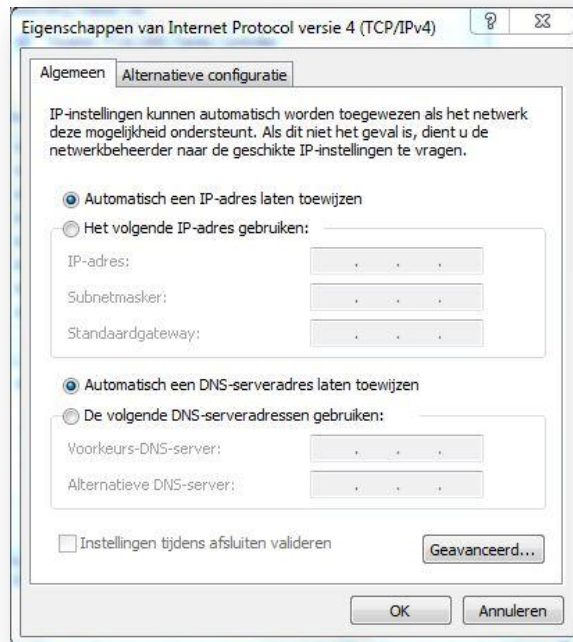 Eigenschappen van Internet Protocol versie 4 (TCP/IPv4)
Algemeen
Alternatieve configuratie
IP-instellingen kunnen automatisch worden toegewezen als het netwerk
deze mogelijkheid ondersteunt. Als dit niet het geval is, dient u de
netwerkbeheerder naar de geschikte IP-instellingen te vragen.
Automatisch een IP-adres laten toewijzen
Het volgende IP-adres gebruiken:
IP-adres:
Subnetmasker:
Standaardgateway:
Automatisch een DNS-serveradres laten toewijzen
De volgende DNS-serveradressen gebruiken:
Voorkeurs-DNS-server:
Alternatieve DNS-server:
Instellingen tijdens afsluiten valideren
Geavanceerd...
OK
Annuleren